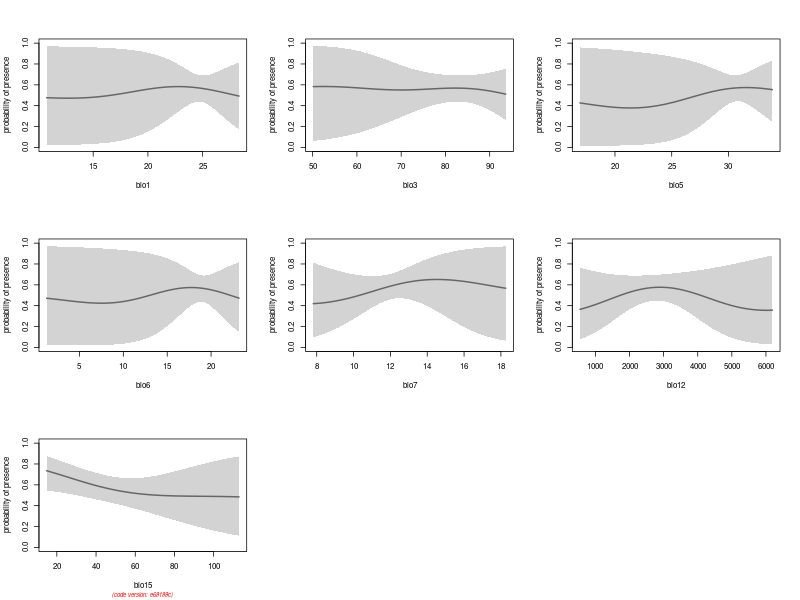 probability of presence
0.0 0.2 0.4 0.6 0.8 1.0
15 20 25
bio1
probability of presence
0.0 0.2 0.4 0.6 0.8 1.0
50 60 70 80 90
bio3
probability of presence
0.0 0.2 0.4 0.6 0.8 1.0
20 25 30
bio5
probability of presence
0.0 0.2 0.4 0.6 0.8 1.0
5 10 15 20
bio6
probability of presence
0.0 0.2 0.4 0.6 0.8 1.0
8 10 12 14 16 18
bio7
probability of presence
0.0 0.2 0.4 0.6 0.8 1.0
1000 2000 3000 4000 5000 6000
bio12
probability of presence
0.0 0.2 0.4 0.6 0.8 1.0
20 40 60 80 100
bio15
(code version: